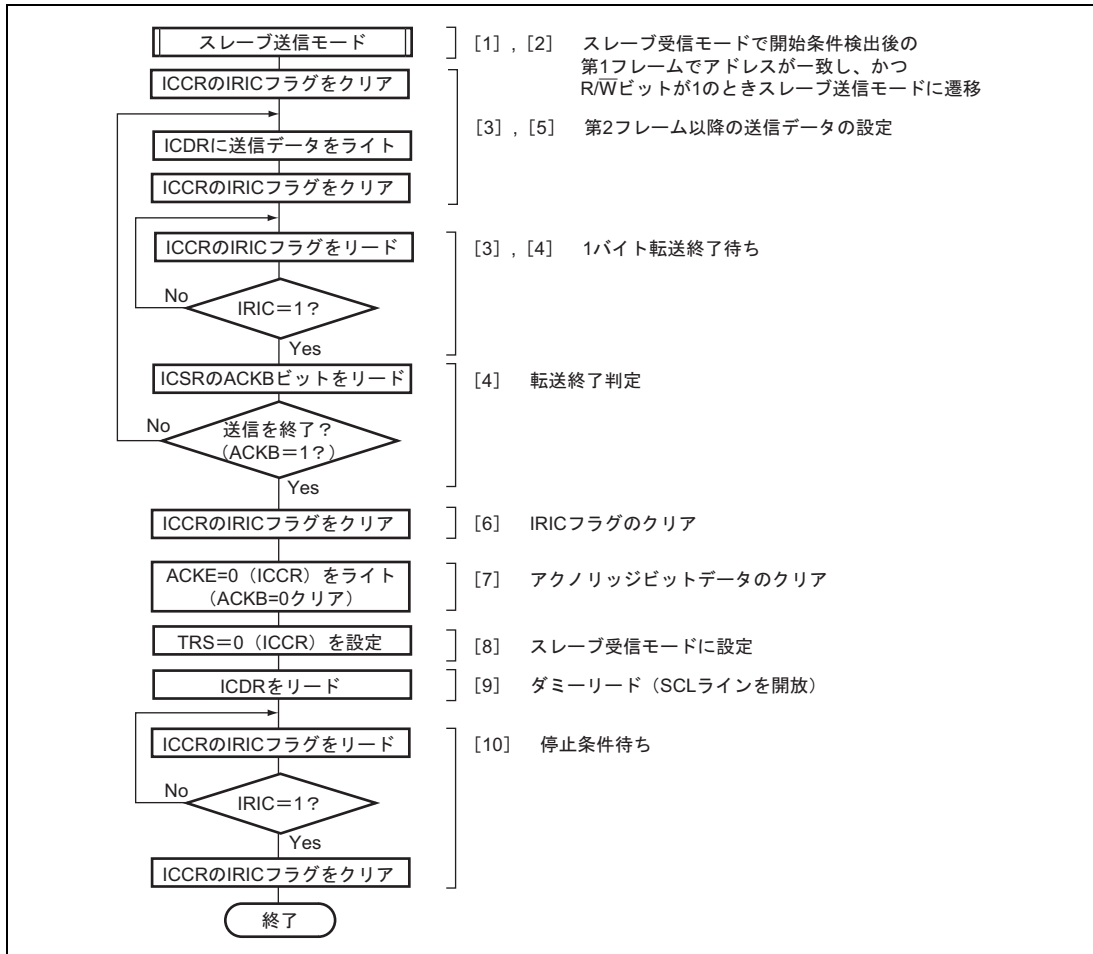 スレーブ送信モード
[1] , [2] スレーブ受信モードで開始条件検出後の
第1フレームでアドレスが一致し、かつ
R/W̅ビットが1のときスレーブ送信モードに遷移
ICCRのIRICフラグをクリア
[3] , [5] 第2フレーム以降の送信データの設定
ICDRに送信データをライト
ICCRのIRICフラグをクリア
ICCRのIRICフラグをリード
[3] , [4] 1バイト転送終了待ち
No
IRIC=1?
Yes
ICSRのACKBビットをリード
[4] 転送終了判定
No
送信を終了?
(ACKB=1?)
Yes
ICCRのIRICフラグをクリア
[6] IRICフラグのクリア
ACKE=0(ICCR)をライト
(ACKB=0クリア)
[7] アクノリッジビットデータのクリア
TRS=0(ICCR)を設定
[8] スレーブ受信モードに設定
ICDRをリード
[9] ダミーリード(SCLラインを開放)
ICCRのIRICフラグをリード
[10] 停止条件待ち
No
IRIC=1?
Yes
ICCRのIRICフラグをクリア
終了